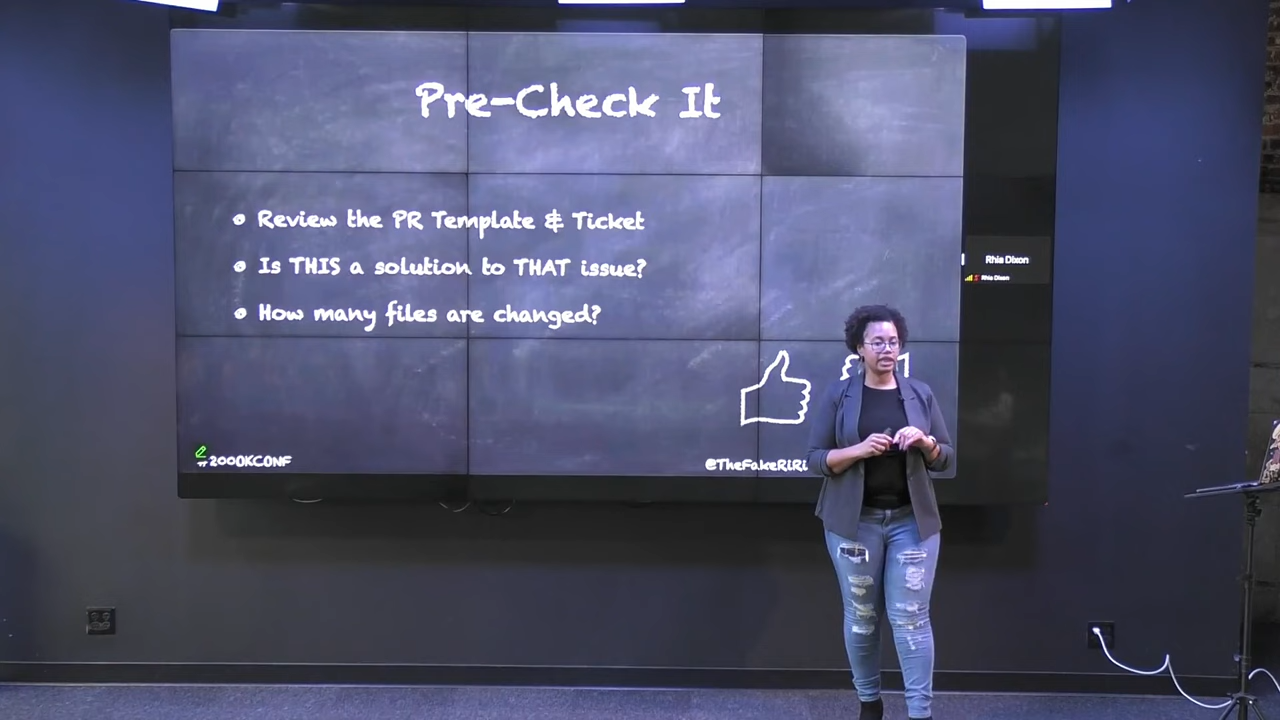 Pre-Check It
Review the PR Template & Ticket
Is THIS a solution to THAT issue?
How many files are changed?
#200OKCONF
@TheFakeRiRi
Rhia Dixon
Rhia Dixon